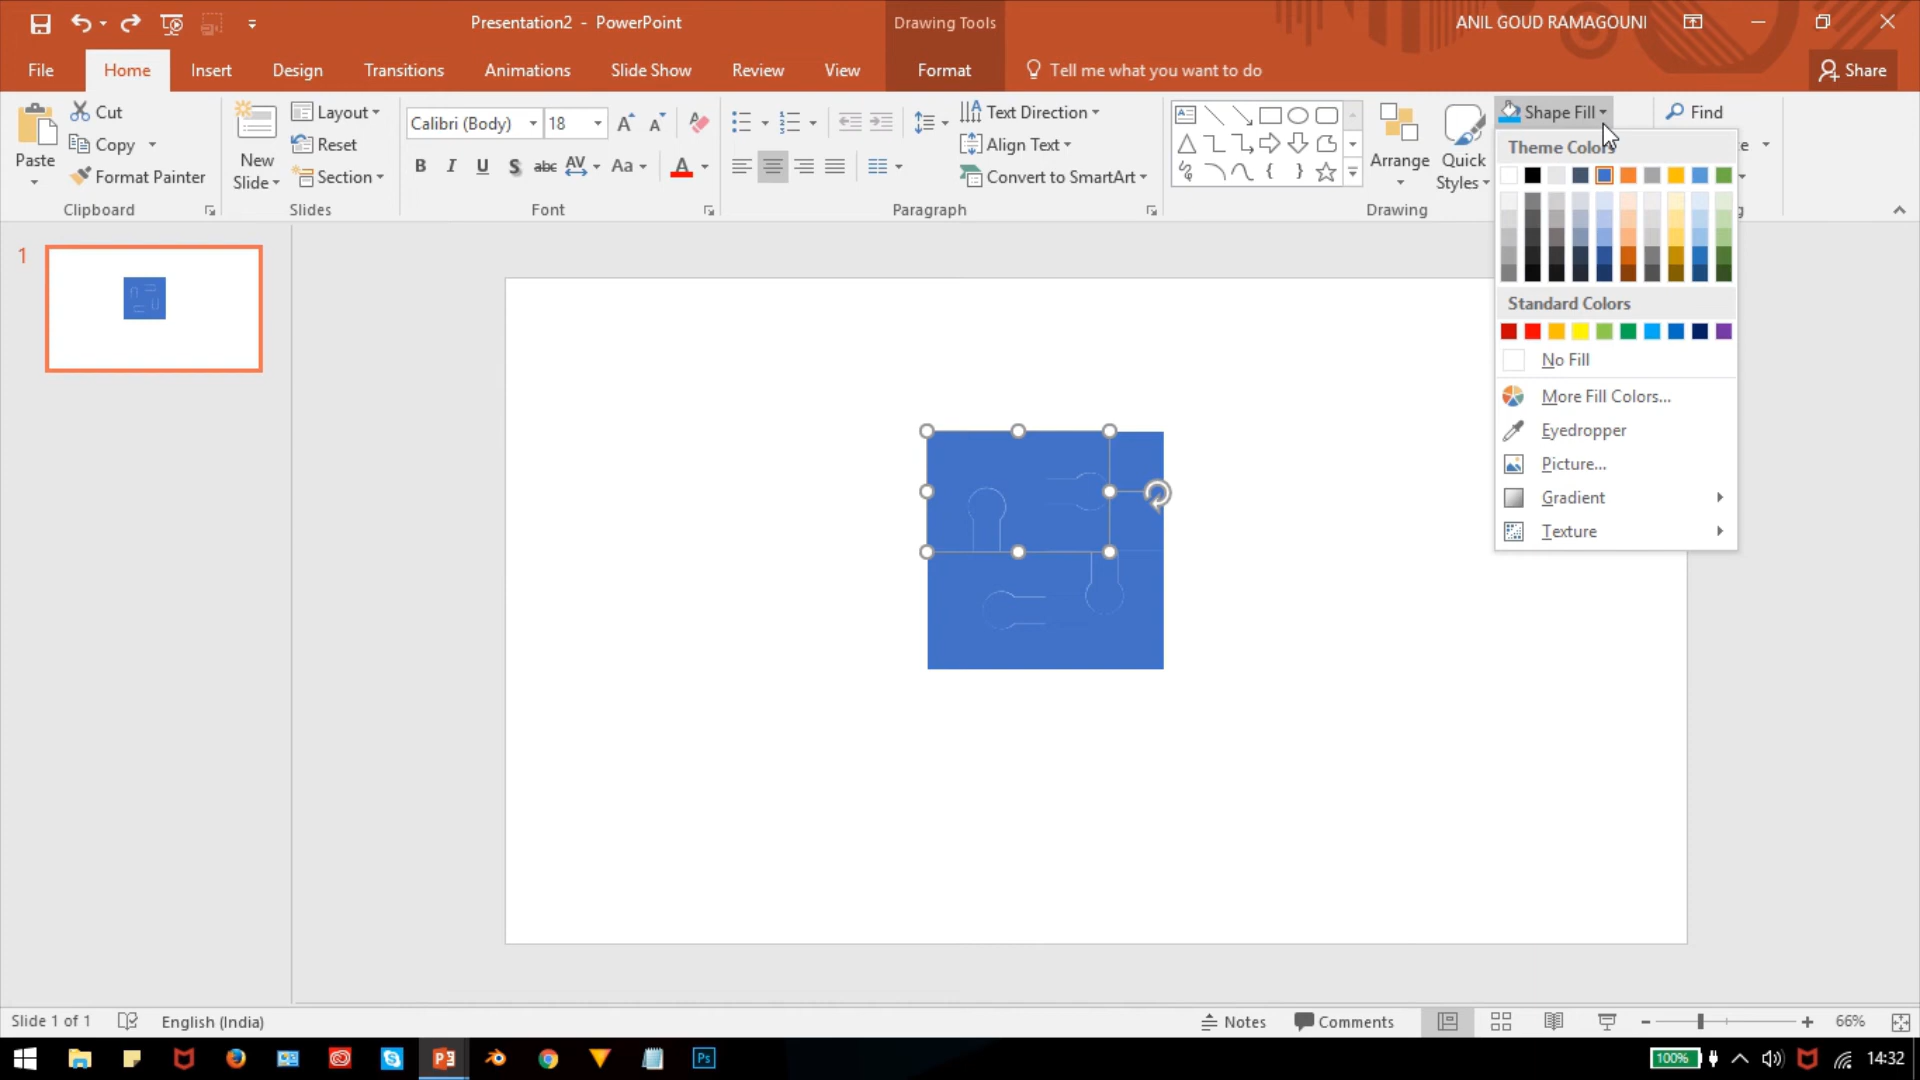 Presentation2 - PowerPoint
Drawing Tools
ANIL GOUD RAMAGOUNI
File Home Insert Design Transitions Animations Slide Show Review View Format Tell me what you want to do Share
Paste
Cut
Copy
Format Painter
Clipboard
New Slide
Layout
Reset
Section
Slides
Calibri (Body) 18
B I U S abc AV Aa A
Font
Text Direction
Align Text
Convert to SmartArt
Paragraph
Arrange
Quick Styles
Drawing
Shape Fill
Find
Theme Colors
Standard Colors
No Fill
More Fill Colors...
Eyedropper
Picture...
Gradient
Texture
1
Slide 1 of 1 English (India) Notes Comments 66%
Ps 100% 14:32